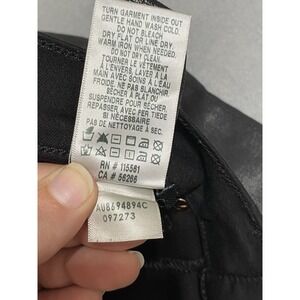 TURN GARMENT INSIDE OUT
GENTLE HAND WASH COLD.
DO NOT BLEACH
DRY FLAT OR LINE DRY.
WARM IRON WHEN NEEDED.
DO NOT DRY CLEAN.
TOURNER LE VÊTEMENT
À L'ENVERS, LAVER À LA
MAIN AVEC SOINS À L'EAU
FROIDE. NE PAS BLANCHIR
SÉCHER À PLAT OU
SUSPENDRE POUR SÉCHER.
REPASSER AVEC FER TIÈDE
SI NÉCESSAIRE
PAS DE NETTOYAGE À SEC.
RN # 115561
CA # 56266
AU8694894C
097273